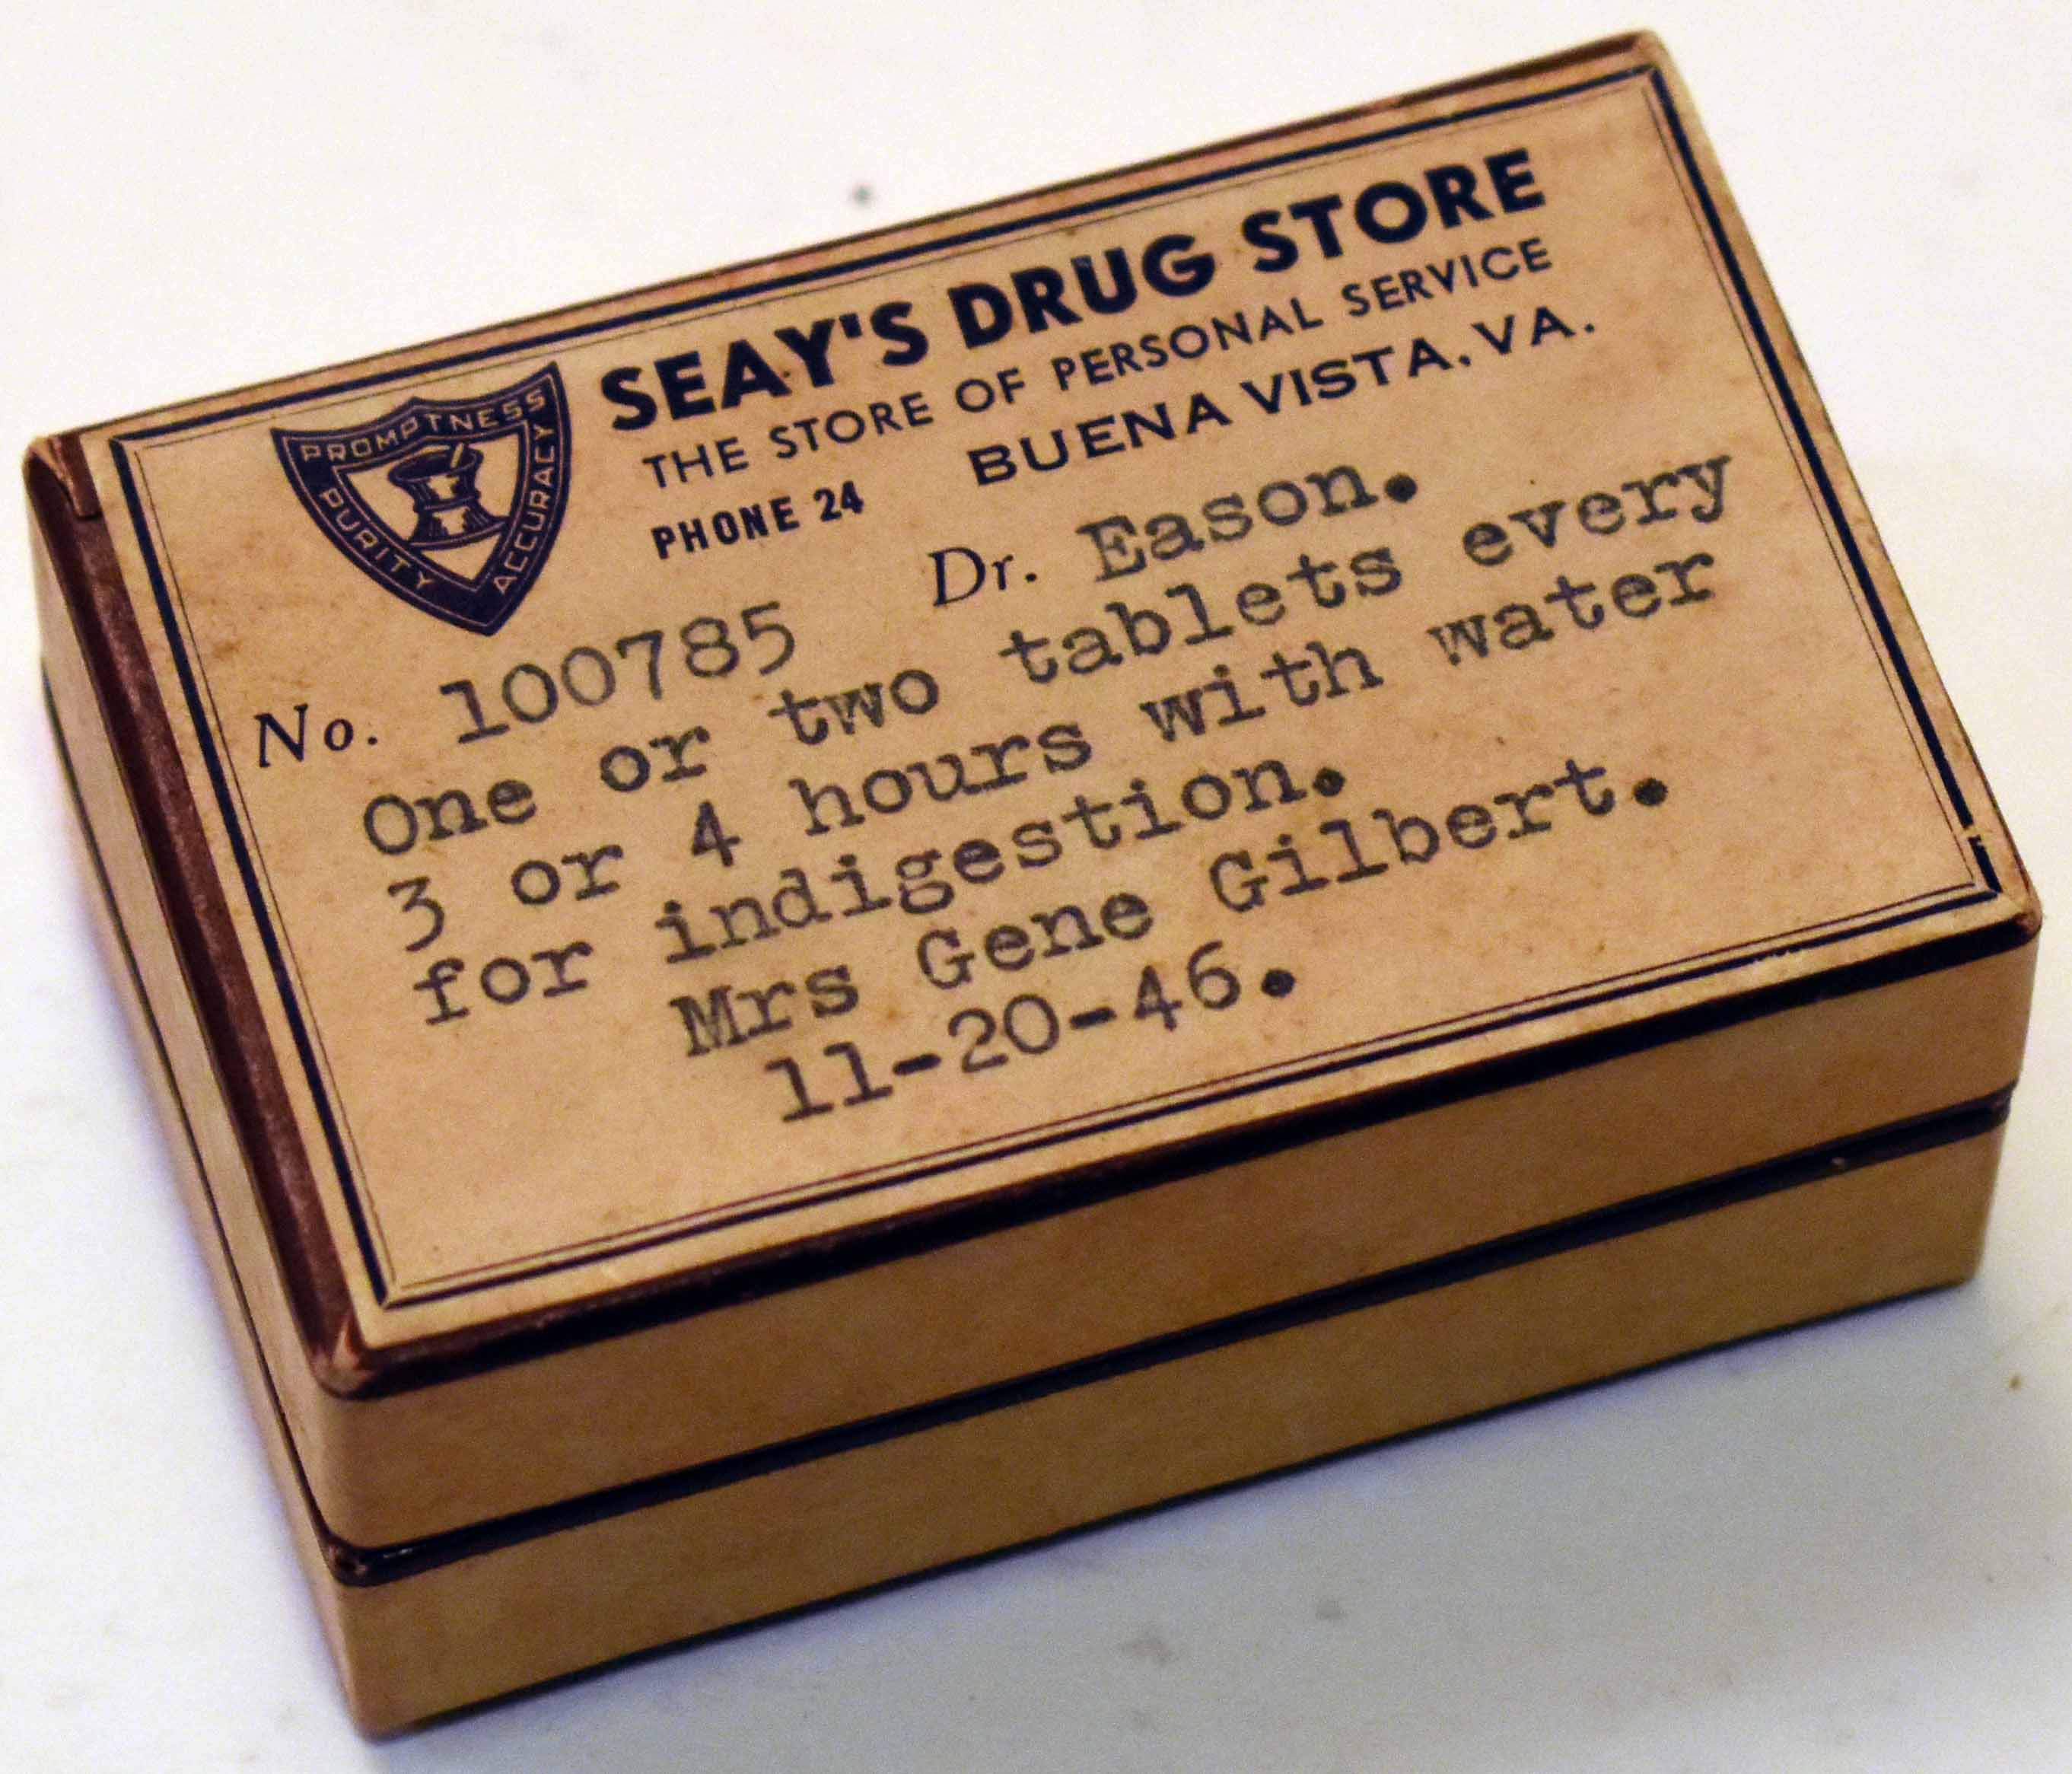 SEAY'S DRUG STORE
THE STORE OF PERSONAL SERVICE
PHONE 24 BUENA VISTA, VA.
PROMPTNESS
PURITY
ACCURACY
No. 100785 Dr. Eason.
One or two tablets every
3 or 4 hours with water
for indigestion.
Mrs Gene Gilbert.
11-20-46.